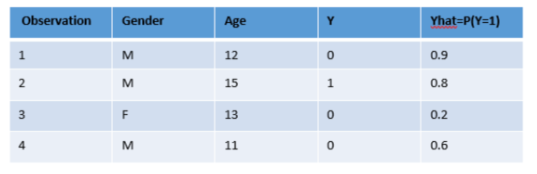 Observation Gender Age Y Yhat=P(Y=1)
1 M 12 0 0.9
2 M 15 1 0.8
3 F 13 0 0.2
4 M 11 0 0.6